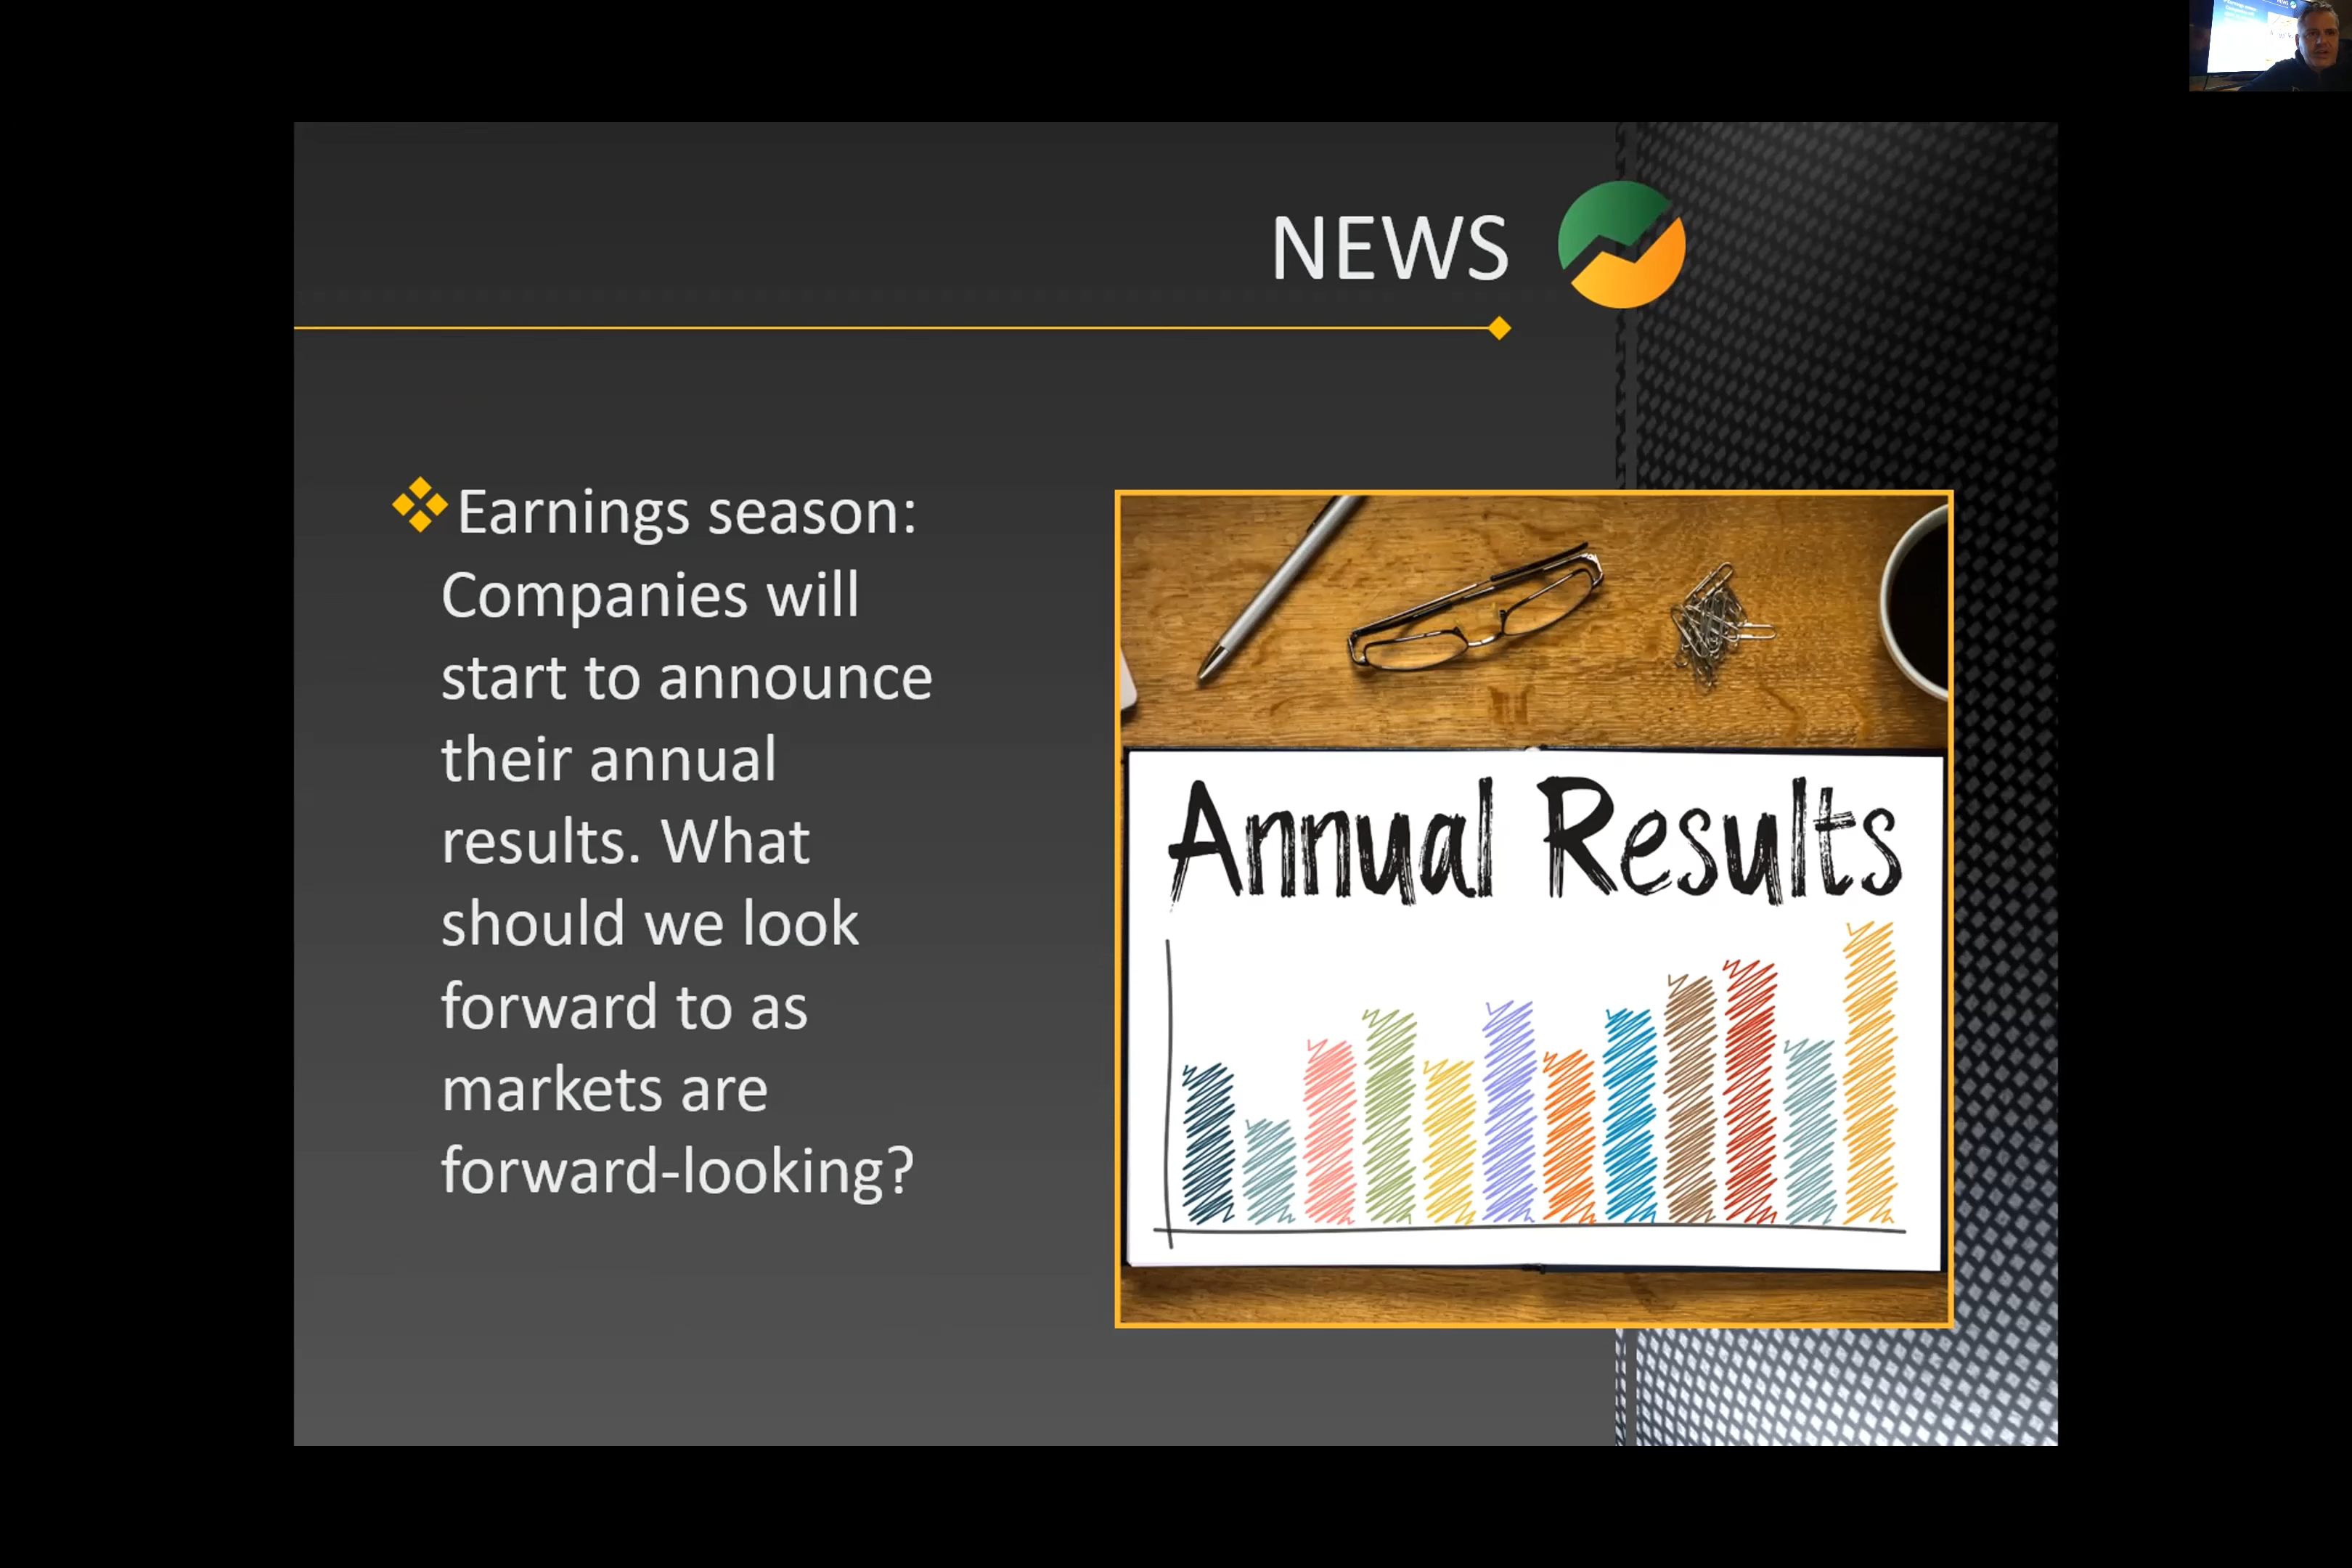 NEWS
Earnings season:
Companies will
start to announce
their annual
results. What
should we look
forward to as
markets are
forward-looking?
Annual Results